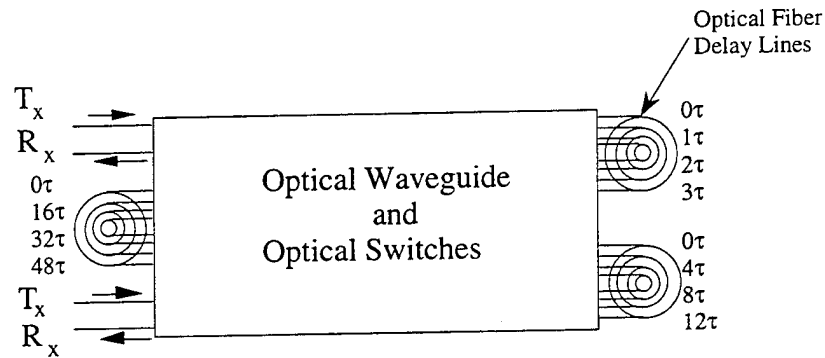 Optical Fiber
Delay Lines
Tx
Rx
0τ
16τ
32τ
48τ
Tx
Rx
Optical Waveguide
and
Optical Switches
0τ
1τ
2τ
3τ
0τ
4τ
8τ
12τ